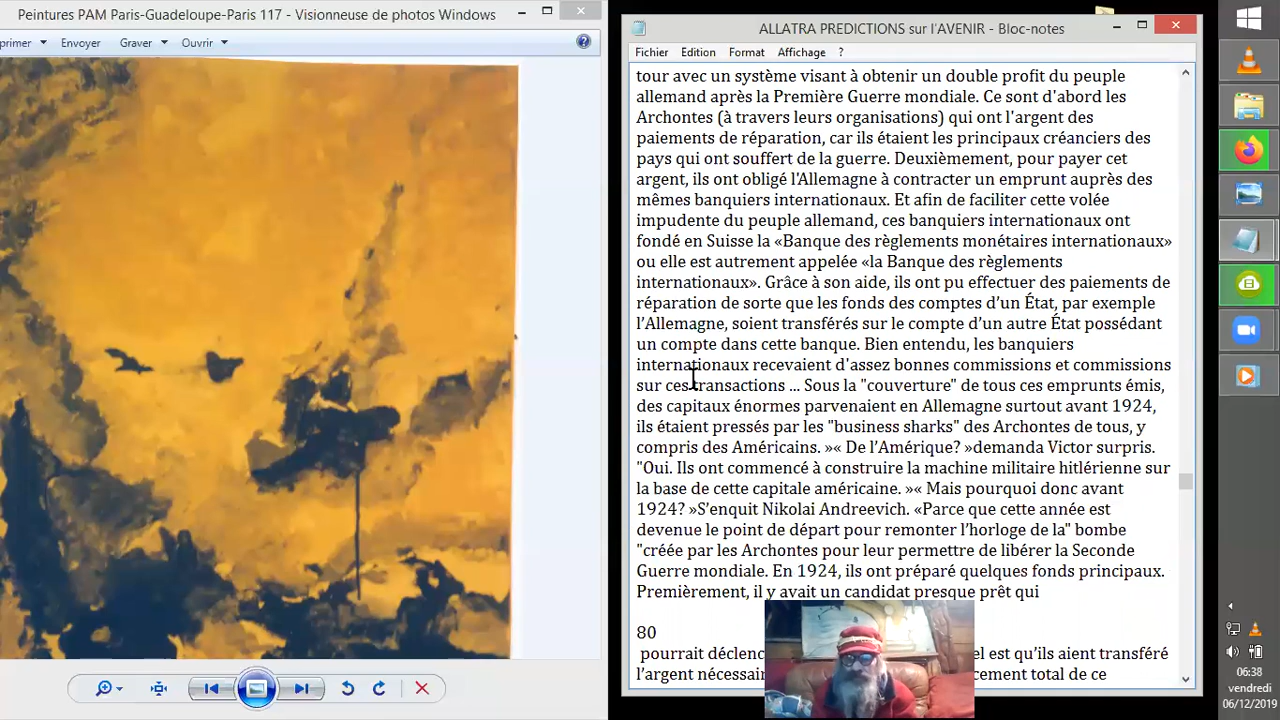 Peintures PAM Paris-Guadeloupe-Paris 117 - Visionneuse de photos Windows
primer Envoyer Graver Ouvrir
ALLATRA PREDICTIONS sur l'AVENIR - Bloc-notes
Fichier Edition Format Affichage ?
tour avec un système visant à obtenir un double profit du peuple
allemand après la Première Guerre mondiale. Ce sont d'abord les
Archontes (à travers leurs organisations) qui ont l'argent des
paiements de réparation, car ils étaient les principaux créanciers des
pays qui ont souffert de la guerre. Deuxièmement, pour payer cet
argent, ils ont obligé l'Allemagne à contracter un emprunt auprès des
mêmes banquiers internationaux. Et afin de faciliter cette volée
impudente du peuple allemand, ces banquiers internationaux ont
fondé en Suisse la «Banque des règlements monétaires internationaux»
ou elle est autrement appelée «la Banque des règlements
internationaux». Grâce à son aide, ils ont pu effectuer des paiements de
réparation de sorte que les fonds des comptes d’un État, par exemple
l’Allemagne, soient transférés sur le compte d’un autre État possédant
un compte dans cette banque. Bien entendu, les banquiers
internationaux recevaient d'assez bonnes commissions et commissions
sur ces transactions ... Sous la "couverture" de tous ces emprunts émis,
des capitaux énormes parvenaient en Allemagne surtout avant 1924,
ils étaient pressés par les "business sharks" des Archontes de tous, y
compris des Américains. »« De l’Amérique? »demanda Victor surpris.
"Oui. Ils ont commencé à construire la machine militaire hitlérienne sur
la base de cette capitale américaine. »« Mais pourquoi donc avant
1924? »S’enquit Nikolai Andreevich. «Parce que cette année est
devenue le point de départ pour remonter l’horloge de la" bombe
"créée par les Archontes pour leur permettre de libérer la Seconde
Guerre mondiale. En 1924, ils ont préparé quelques fonds principaux.
Premièrement, il y avait un candidat presque prêt qui
80
pourrait déclenc el est qu’ils aient transféré
l’argent nécessai cement total de ce
06:38
vendredi
06/12/2019